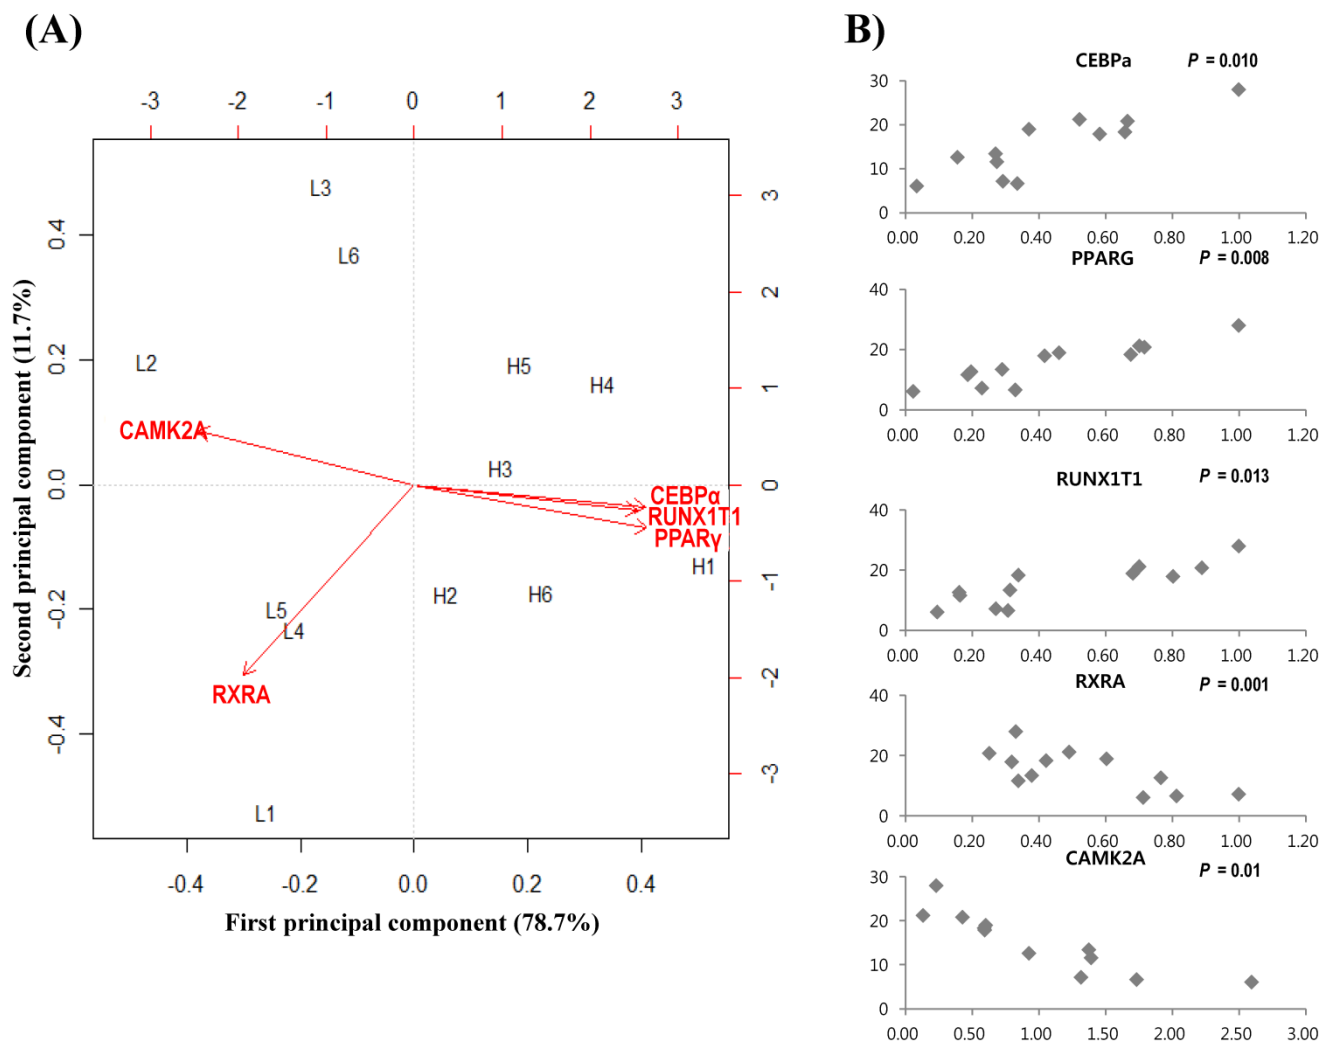 (A)
-3 -2 -1 0 1 2 3
L3
L6
L2
H5
H4
CAMK2A
H3
CEBPα
RUNX1T1
PPARγ
H1
H2
H6
L5
L4
RXRA
L1
0.4
0.2
0.0
-0.2
-0.4
3
2
1
0
-1
-2
-3
Second principal component (11.7%)
-0.4 -0.2 0.0 0.2 0.4
First principal component (78.7%)
B)
CEBPa P = 0.010
30
20
10
0
0.00 0.20 0.40 0.60 0.80 1.00 1.20
PPARG P = 0.008
40
20
0
0.00 0.20 0.40 0.60 0.80 1.00 1.20
RUNX1T1 P = 0.013
40
20
0
0.00 0.20 0.40 0.60 0.80 1.00 1.20
RXRA P = 0.001
40
20
0
0.00 0.20 0.40 0.60 0.80 1.00 1.20
CAMK2A P = 0.01
30
20
10
0
0.00 0.50 1.00 1.50 2.00 2.50 3.00